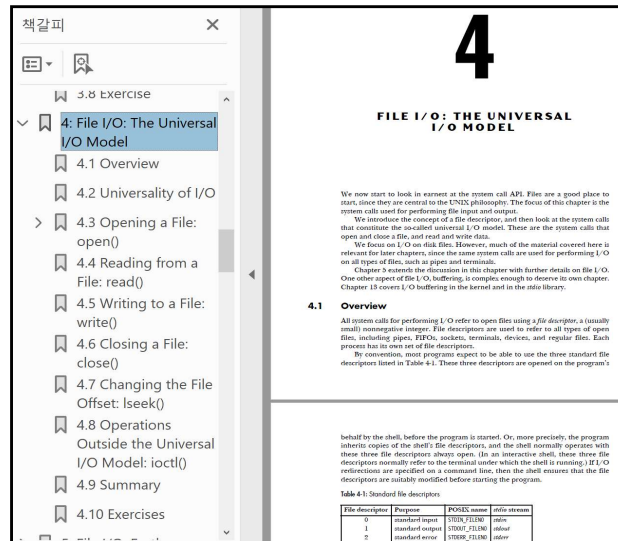 책갈피
3.8 Exercise
4: File I/O: The Universal
I/O Model
4.1 Overview
4.2 Universality of I/O
4.3 Opening a File:
open()
4.4 Reading from a
File: read()
4.5 Writing to a File:
write()
4.6 Closing a File:
close()
4.7 Changing the File
Offset: lseek()
4.8 Operations
Outside the Universal
I/O Model: ioctl()
4.9 Summary
4.10 Exercises
4
FILE I/O: THE UNIVERSAL
I/O MODEL
We now start to look in earnest at the system call API. Files are a good place to
start, since they are central to the UNIX philosophy. The focus of this chapter is the
system calls used for performing file input and output.
We introduce the concept of a file descriptor, and then look at the system calls
that constitute the so-called universal I/O model. These are the system calls that
open and close a file, and read and write data.
We focus on I/O on disk files. However, much of the material covered here is
relevant for later chapters, since the same system calls are used for performing I/O
on all types of files, such as pipes and terminals.
Chapter 5 extends the discussion in this chapter with further details on file I/O.
One other aspect of file I/O, buffering, is complex enough to deserve its own chapter.
Chapter 13 covers I/O buffering in the kernel and in the stdio library.
4.1 Overview
All system calls for performing I/O refer to open files using a file descriptor, a (usually
small) nonnegative integer. File descriptors are used to refer to all types of open
files, including pipes, FIFOs, sockets, terminals, devices, and regular files. Each
process has its own set of file descriptors.
By convention, most programs expect to be able to use the three standard file
descriptors listed in Table 4-1. These three descriptors are opened on the program's
behalf by the shell, before the program is started. Or, more precisely, the program
inherits copies of the shell's file descriptors, and the shell normally operates with
these three file descriptors always open. (In an interactive shell, these three file
descriptors normally refer to the terminal under which the shell is running.) If I/O
redirections are specified on a command line, then the shell ensures that the file
descriptors are suitably modified before starting the program.
Table 4-1: Standard file descriptors
File descriptor Purpose POSIX name stdio stream
0 standard input STDIN_FILENO stdin
1 standard output STDOUT_FILENO stdout
2 standard error STDERR_FILENO stderr